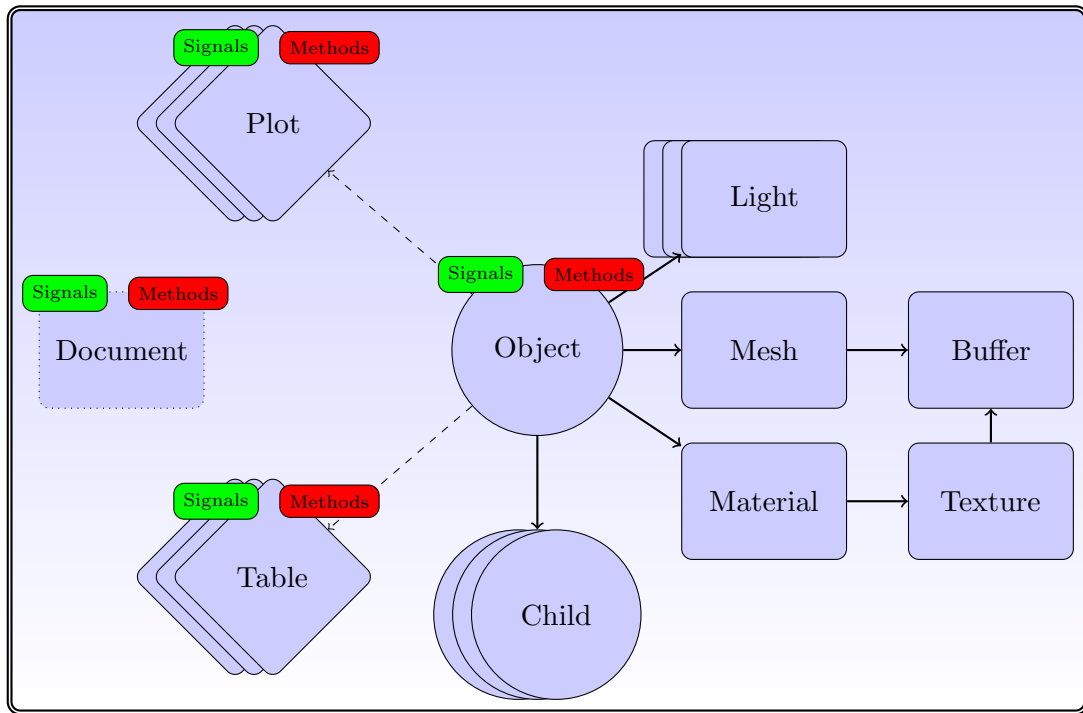 Signals
Methods
Plot
Light
Signals
Methods
Signals
Methods
Document
Object
Mesh
Buffer
Signals
Methods
Material
Texture
Table
Child